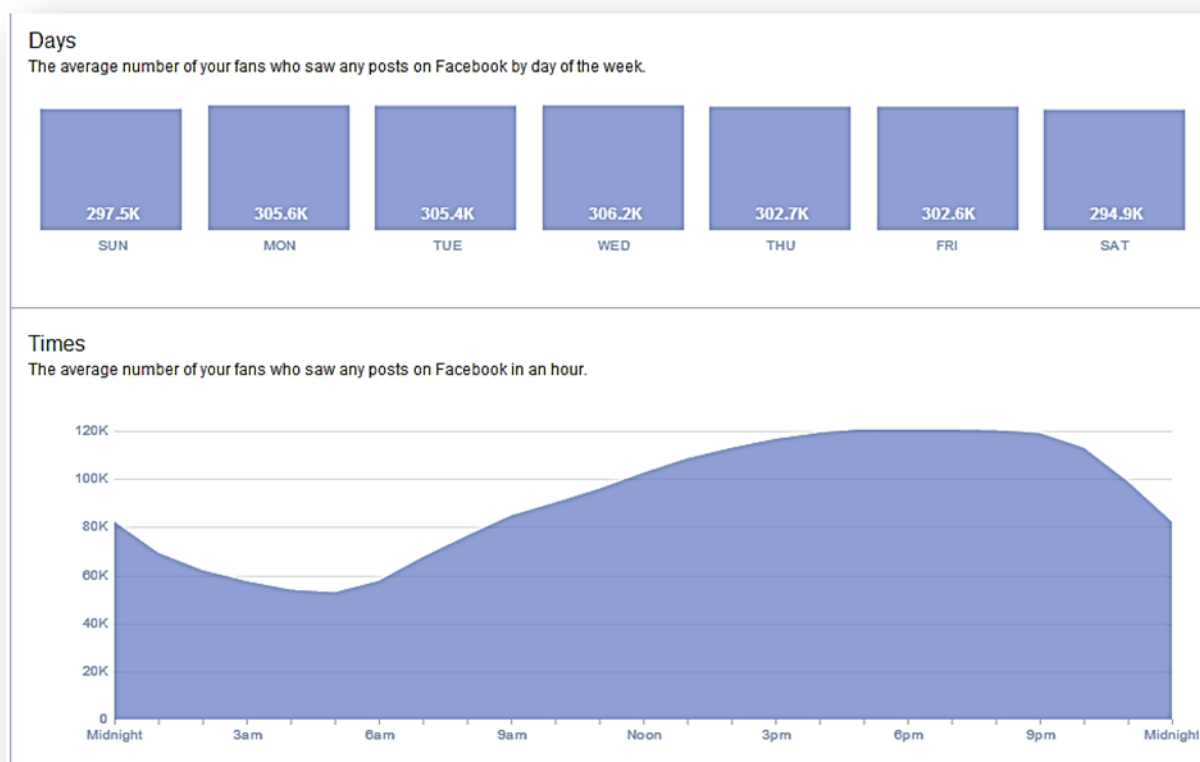 Days
The average number of your fans who saw any posts on Facebook by day of the week.
297.5K 305.6K 305.4K 306.2K 302.7K 302.6K 294.9K
SUN MON TUE WED THU FRI SAT
Times
The average number of your fans who saw any posts on Facebook in an hour.
120K
100K
80K
60K
40K
20K
0
Midnight 3am 6am 9am Noon 3pm 6pm 9pm Midnight